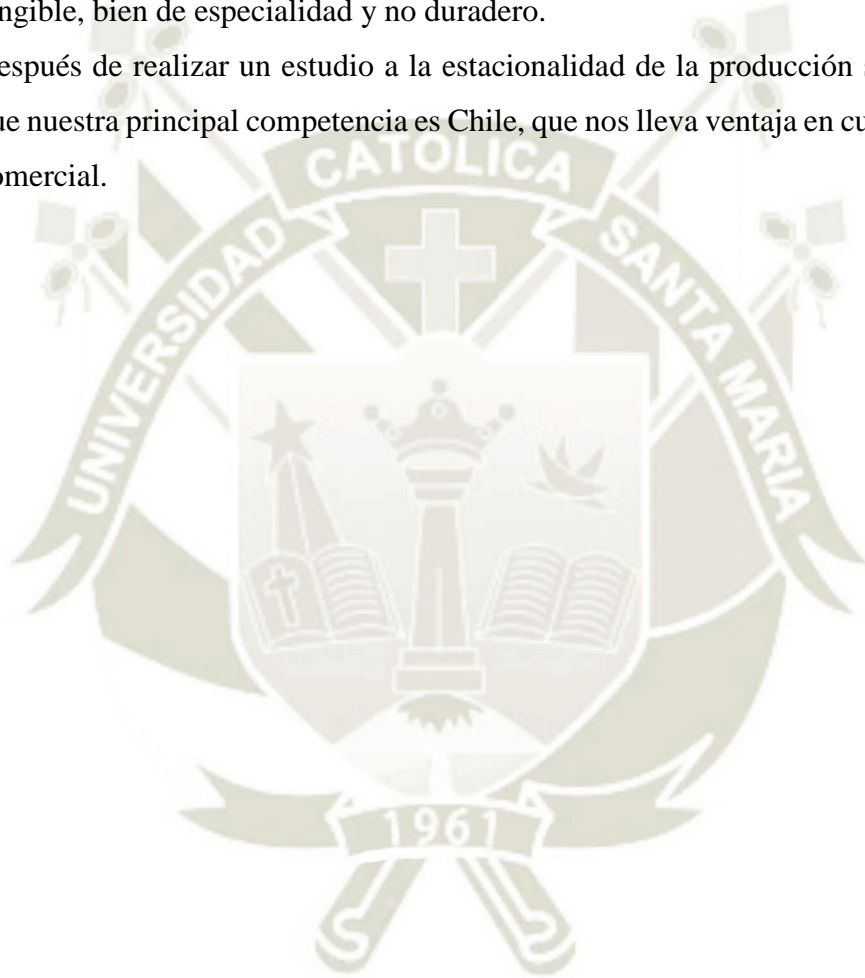 ngible, bien de especialidad y no duradero.
espués de realizar un estudio a la estacionalidad de la producción
ue nuestra principal competencia es Chile, que nos lleva ventaja en cu
omercial.
CATÓLICA
UNIVERSIDAD
SANTA MARIA
1961